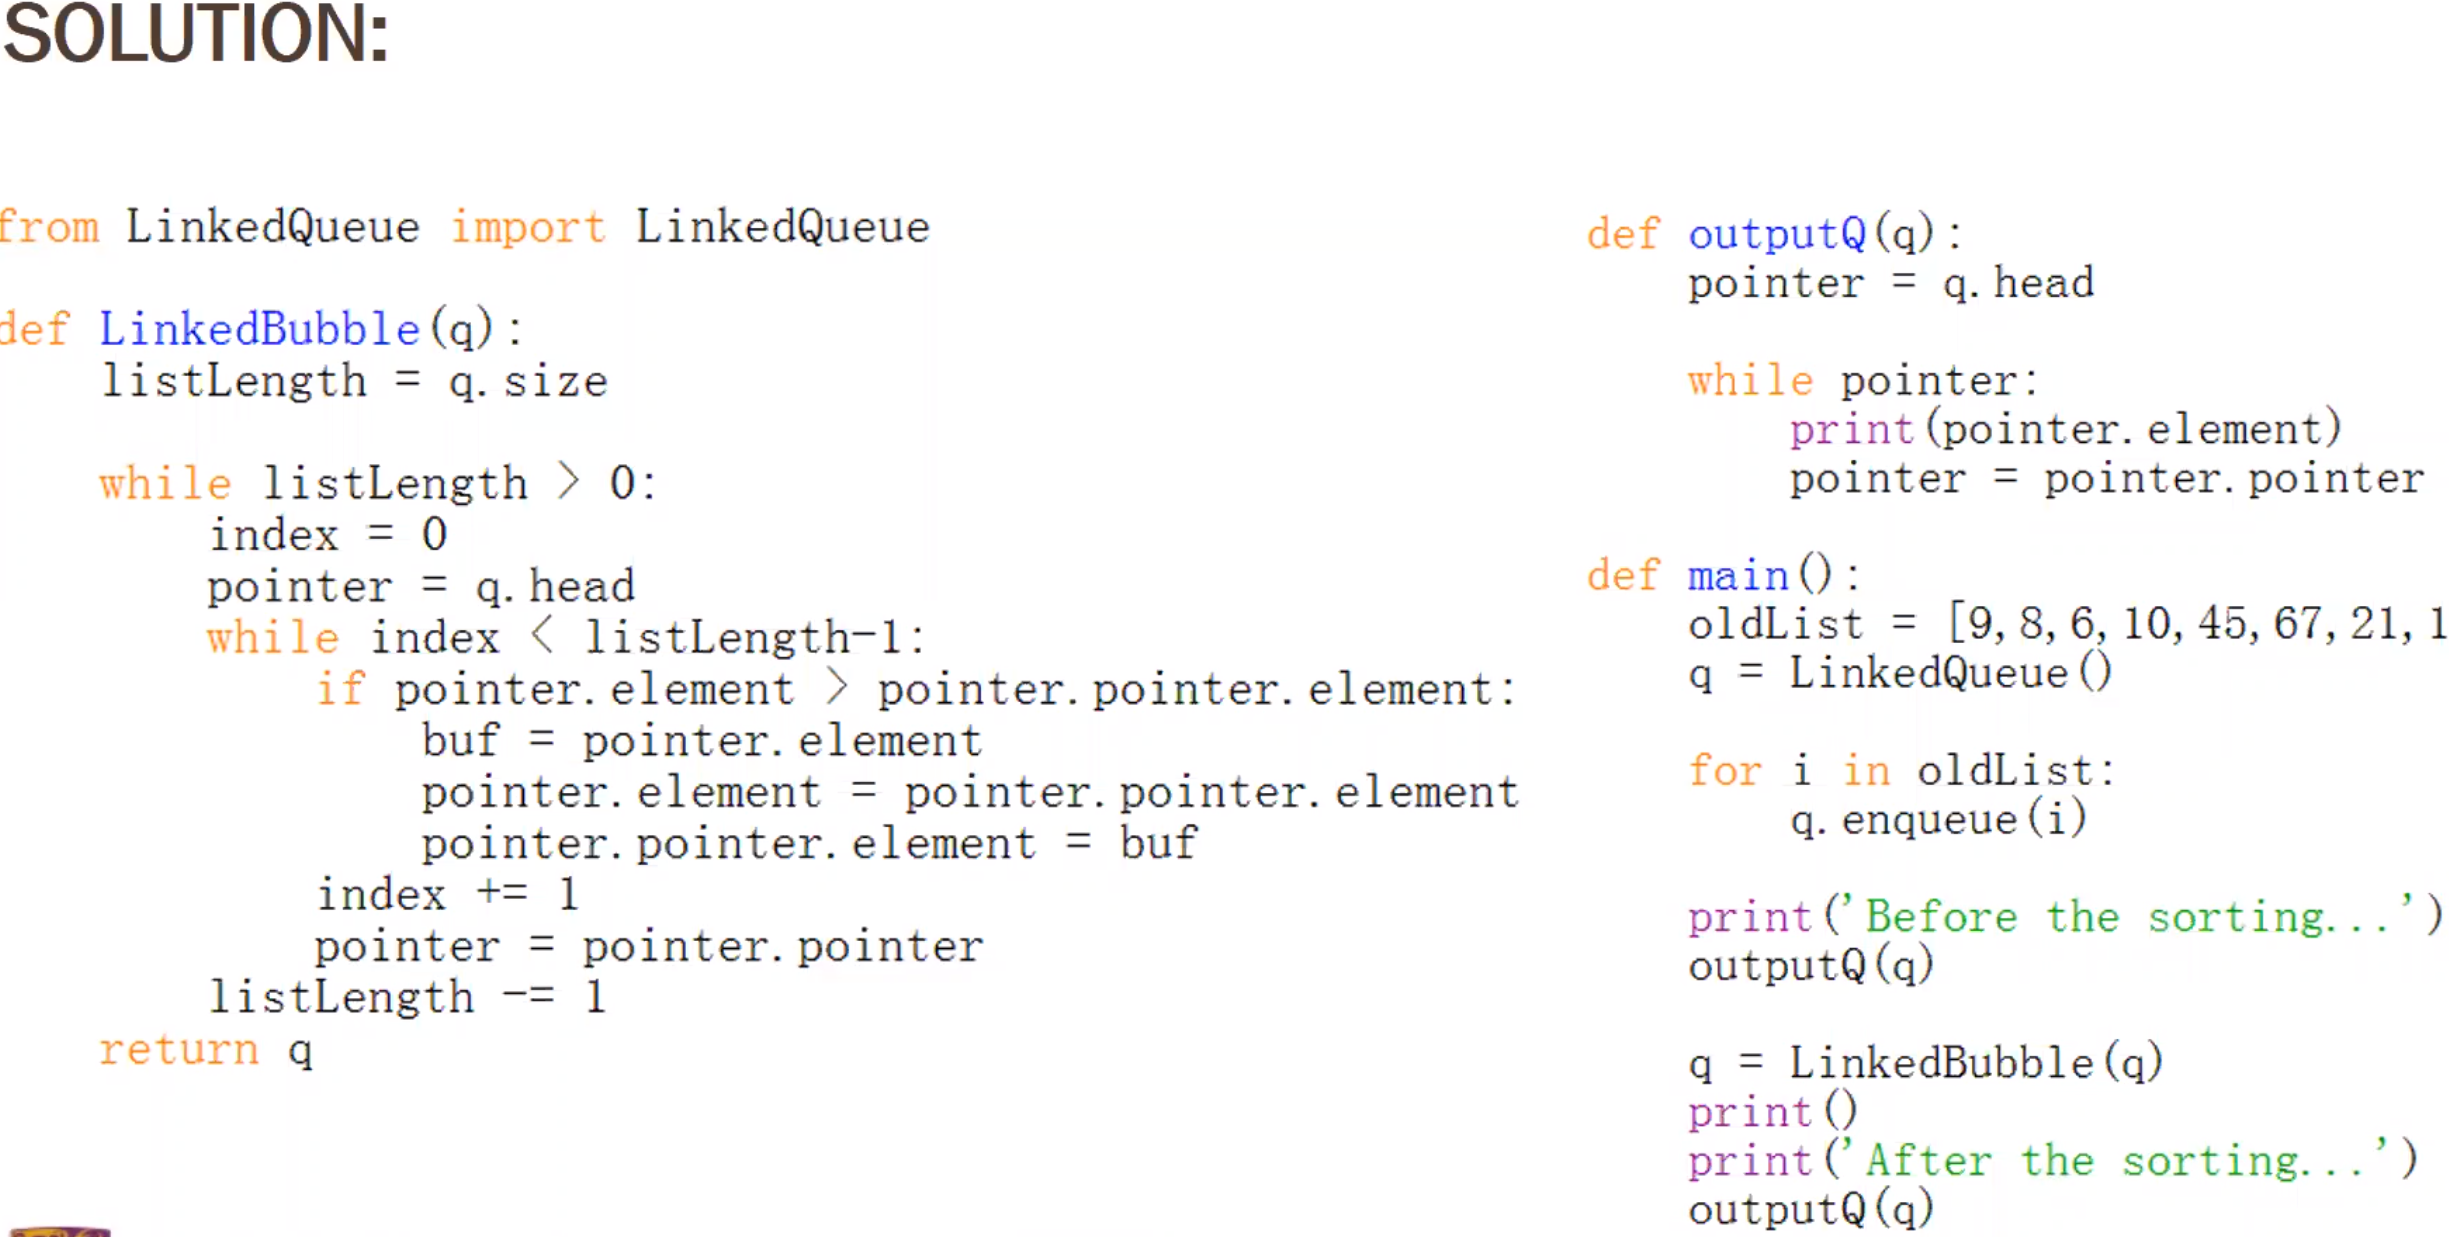 SOLUTION:
from LinkedQueue import LinkedQueue
def LinkedBubble(q):
    listLength = q.size
    while listLength > 0:
        index = 0
        pointer = q.head
        while index < listLength-1:
            if pointer.element > pointer.pointer.element:
                buf = pointer.element
                pointer.element = pointer.pointer.element
                pointer.pointer.element = buf
            index += 1
            pointer = pointer.pointer
        listLength -= 1
    return q
def outputQ(q):
    pointer = q.head
    while pointer:
        print(pointer.element)
        pointer = pointer.pointer
def main():
    oldList = [9,8,6,10,45,67,21,1
    q = LinkedQueue()
    for i in oldList:
        q.enqueue(i)
    print('Before the sorting...')
    outputQ(q)
    q = LinkedBubble(q)
    print()
    print('After the sorting...')
    outputQ(q)